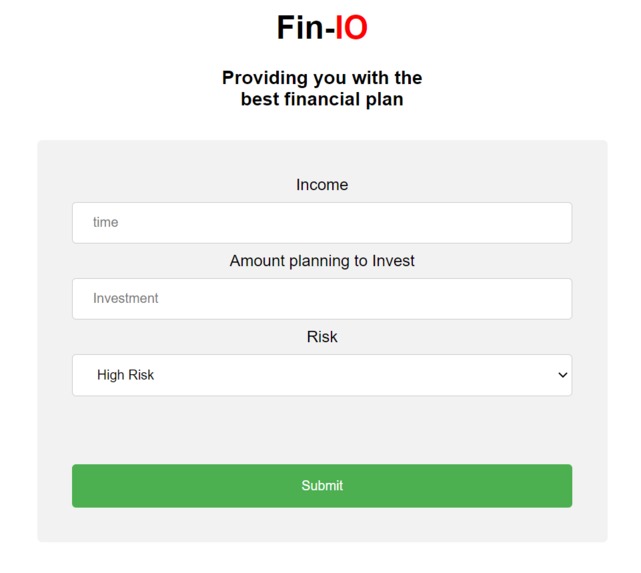 Fin-IO
Providing you with the
best financial plan
Income
time
Amount planning to Invest
Investment
Risk
High Risk
Submit